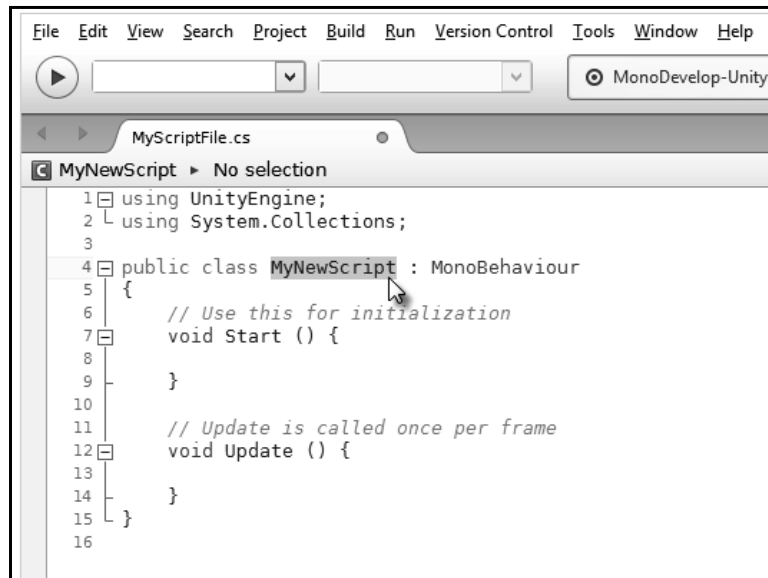 File Edit View Search Project Build Run Version Control Tools Window Help
MonoDevelop-Unity
MyScriptFile.cs
C MyNewScript ▸ No selection
1 using UnityEngine;
2 using System.Collections;
3
4 public class MyNewScript : MonoBehaviour
5 {
6     // Use this for initialization
7     void Start () {
8
9     }
10
11     // Update is called once per frame
12     void Update () {
13
14     }
15 }
16